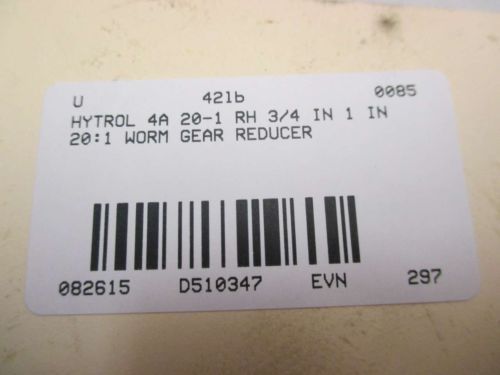 U 42lb 0085
HYTROL 4A 20-1 RH 3/4 IN 1 IN
20:1 WORM GEAR REDUCER
082615 D510347 EVN 297